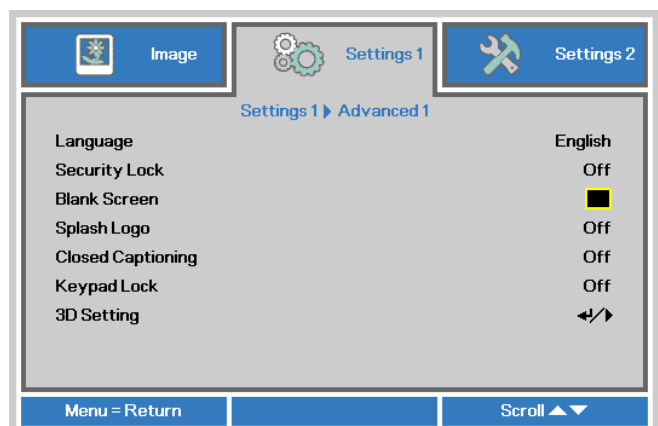 Image Settings 1 Settings 2
Settings 1 Advanced 1
Language English
Security Lock Off
Blank Screen
Splash Logo Off
Closed Captioning Off
Keypad Lock Off
3D Setting ↵/▶
Menu = Return Scroll ▲▼